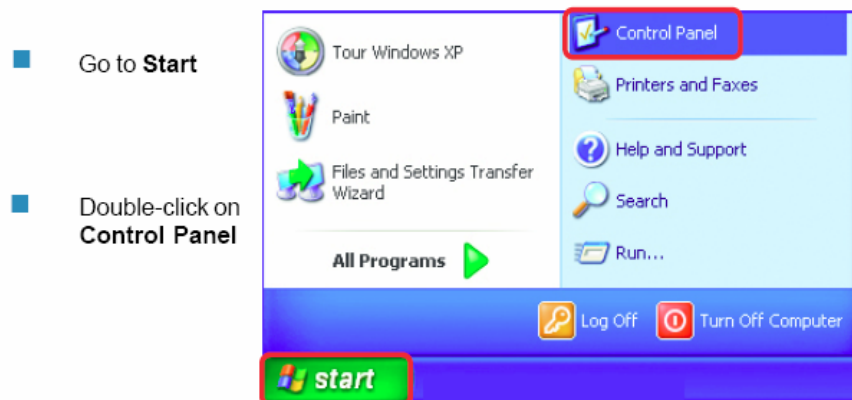 Go to Start
Double-click on
Control Panel
Tour Windows XP
Paint
Files and Settings Transfer
Wizard
All Programs
Control Panel
Printers and Faxes
Help and Support
Search
Run...
Log Off
Turn Off Computer
start